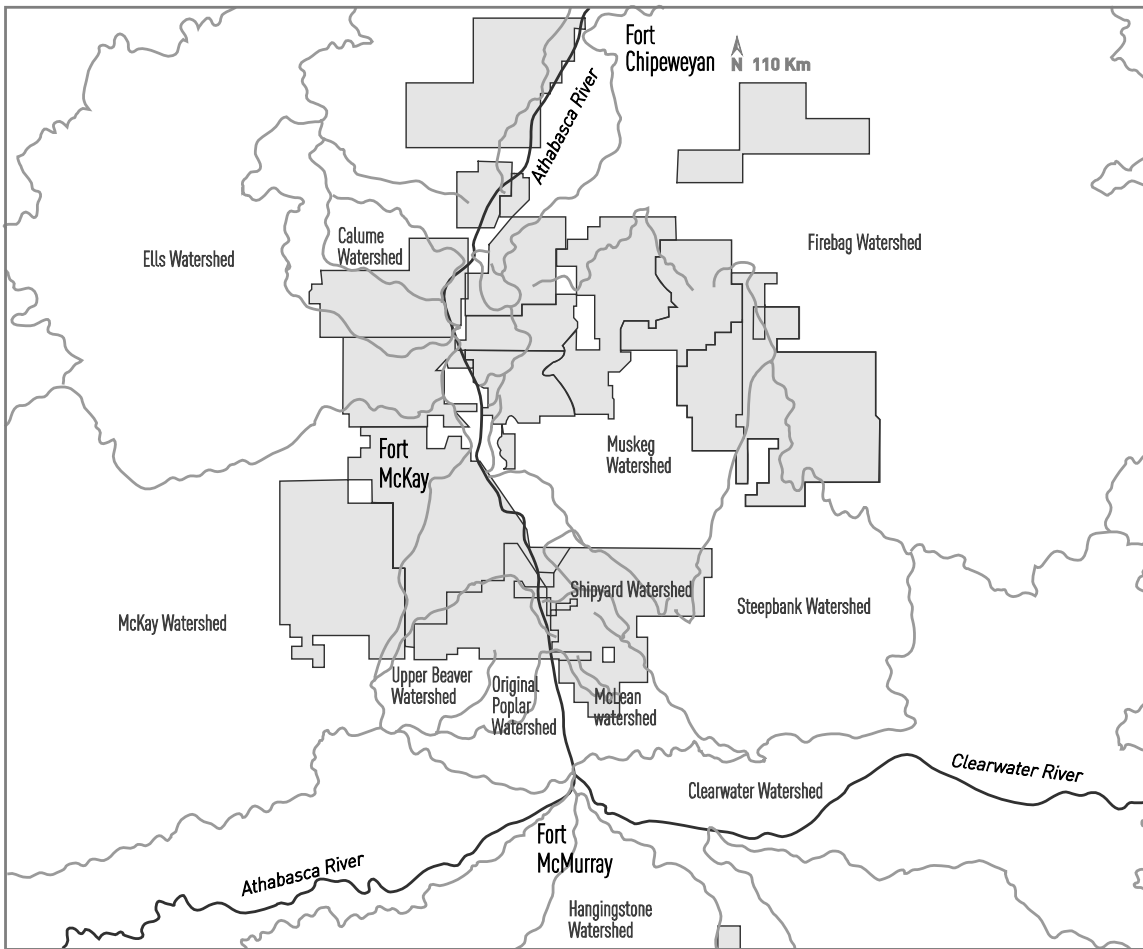 Fort
Chipeweyan
N 110 Km
Athabasca River
Ells Watershed
Calume
Watershed
Firebag Watershed
Fort
McKay
Muskeg
Watershed
McKay Watershed
Shipyard Watershed
Steepbank Watershed
Upper Beaver
Watershed
Original
Poplar
Watershed
McLean
watershed
Clearwater Watershed
Clearwater River
Fort
McMurray
Athabasca River
Hangingstone
Watershed